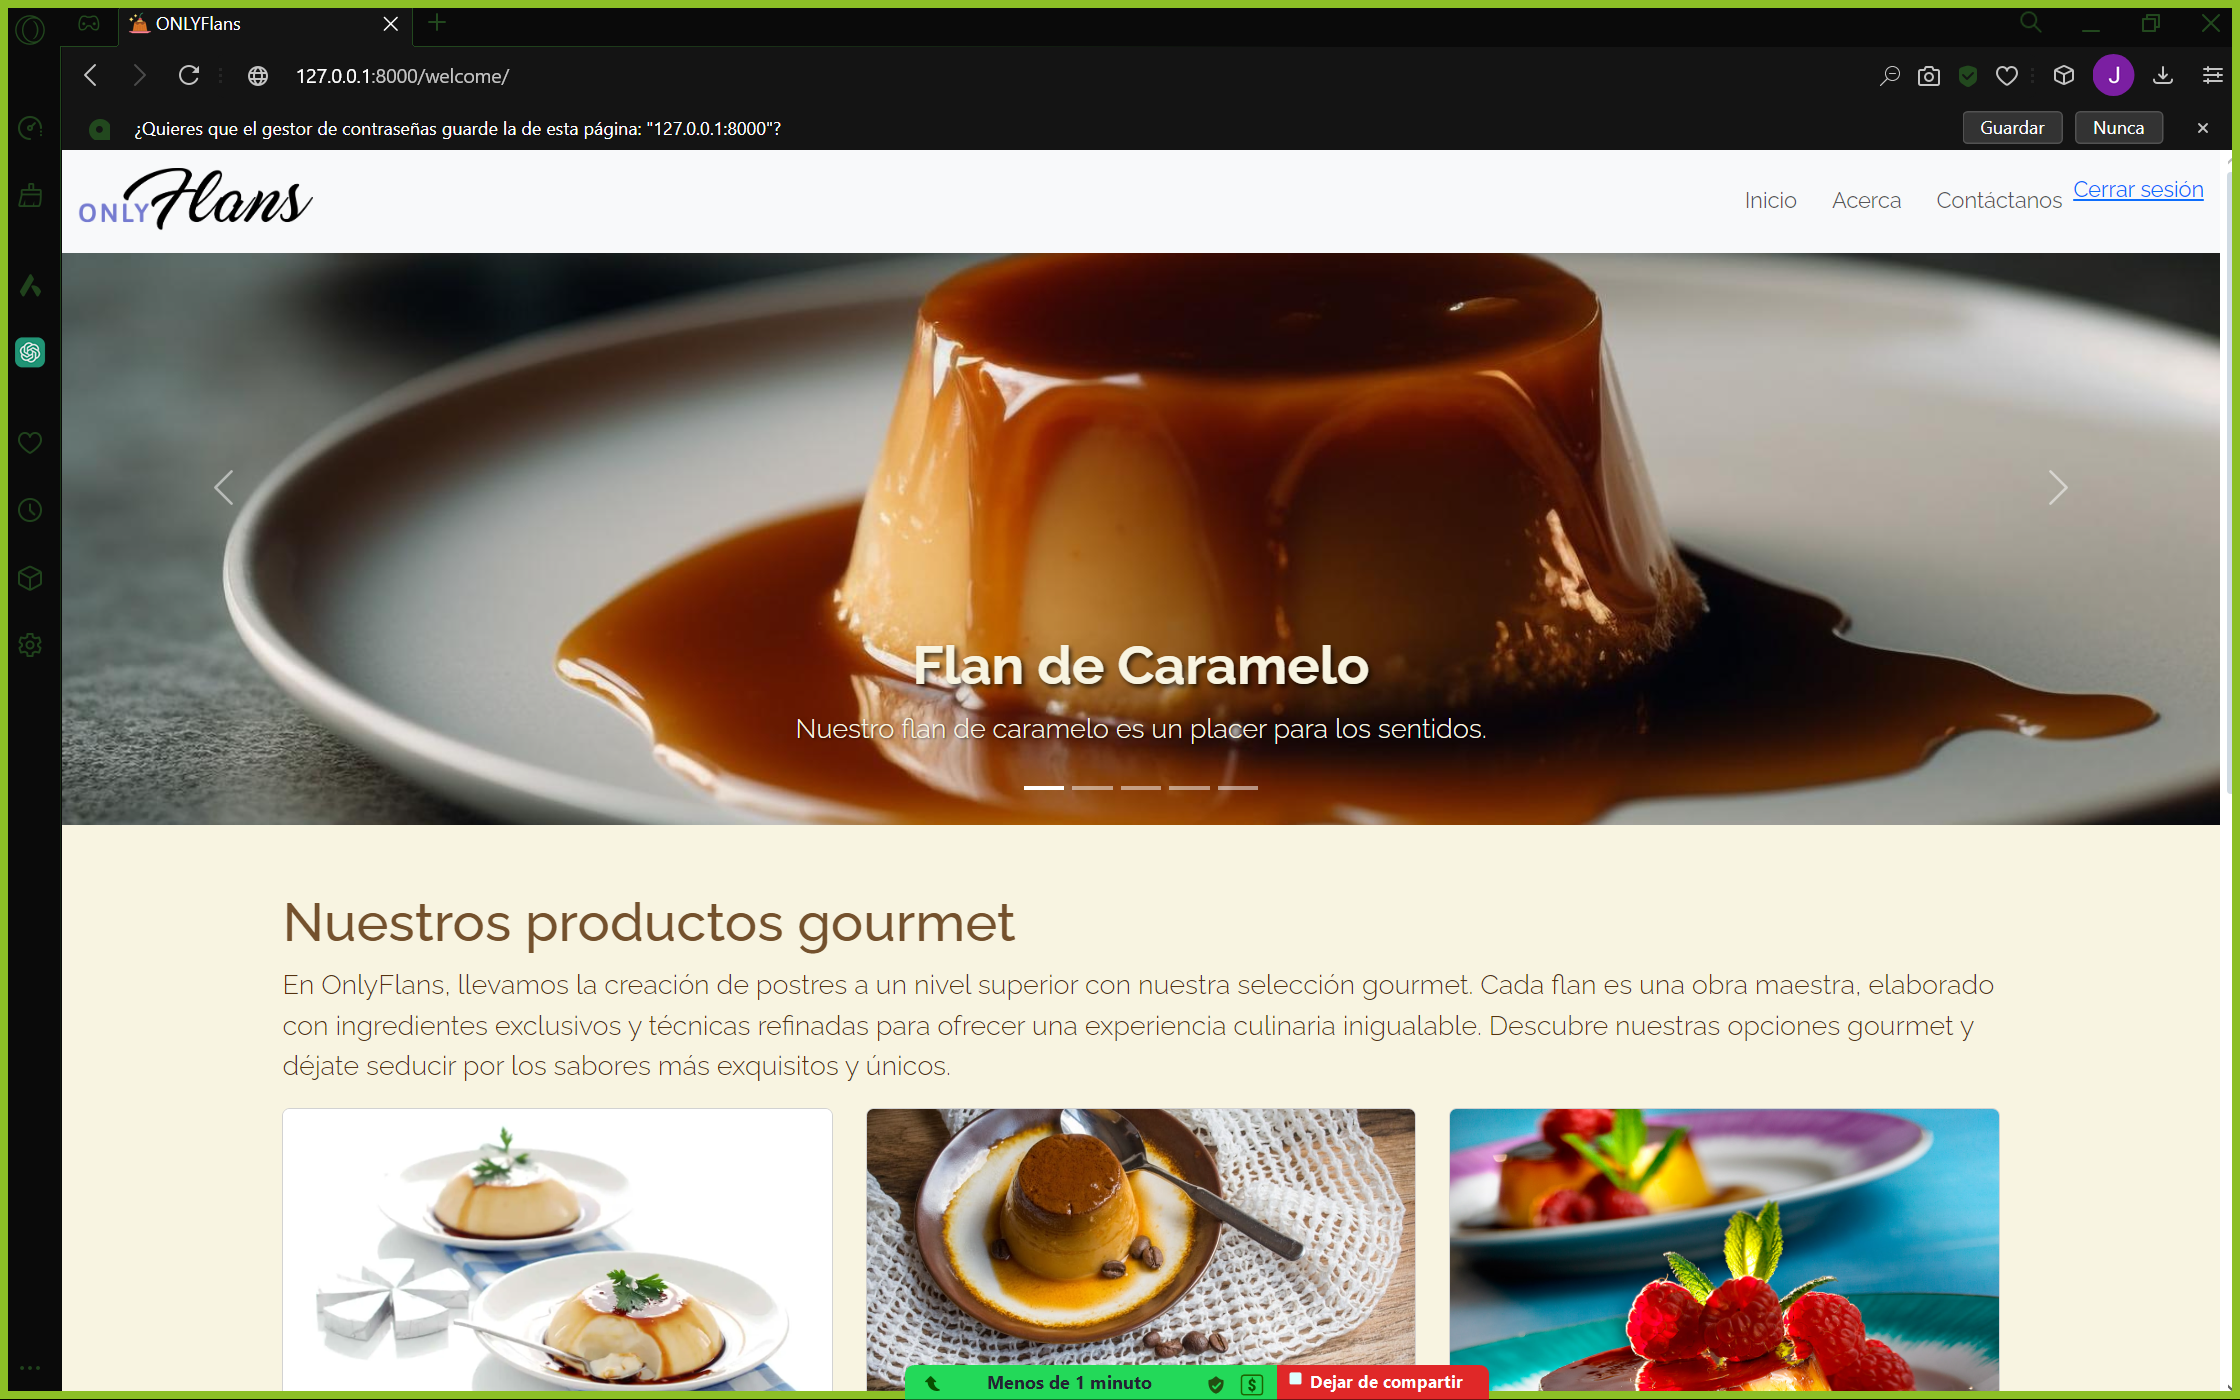 ONLYFlans
127.0.0.1:8000/welcome/
J
¿Quieres que el gestor de contraseñas guarde la de esta página: "127.0.0.1:8000"?
Guardar
Nunca
ONLY Flans
Inicio
Acerca
Contáctanos
Cerrar sesión
Flan de Caramelo
Nuestro flan de caramelo es un placer para los sentidos.
Nuestros productos gourmet
En OnlyFlans, llevamos la creación de postres a un nivel superior con nuestra selección gourmet. Cada flan es una obra maestra, elaborado
con ingredientes exclusivos y técnicas refinadas para ofrecer una experiencia culinaria inigualable. Descubre nuestras opciones gourmet y
déjate seducir por los sabores más exquisitos y únicos.
Menos de 1 minuto
$
Dejar de compartir